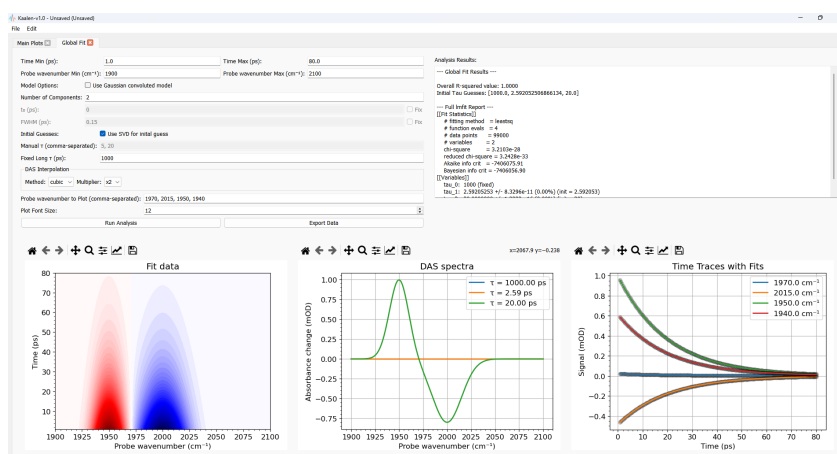 Kaalen-v1.0 - Unsaved (Unsaved)
File Edit
Main Plots Global Fit
Time Min (ps): 1.0 Time Max (ps): 80.0
Probe wavenumber Min (cm⁻¹): 1900 Probe wavenumber Max (cm⁻¹): 2100
Model Options: Use Gaussian convoluted model
Number of Components: 2
t₀ (ps): 0 Fix
FWHM (ps): 0.15 Fix
Initial Guesses: Use SVD for inital guess
Manual τ (comma-separated): 5, 20
Fixed Long τ (ps): 1000
DAS Interpolation
Method: cubic Multiplier: x2
Probe wavenumber to Plot (comma-separated): 1970, 2015, 1950, 1940
Plot Font Size: 12
Run Analysis Export Data
Analysis Results:
--- Global Fit Results ---
Overall R-squared value: 1.0000
Initial Tau Guesses: [1000.0, 2.592052506866134, 20.0]
--- Full lmfit Report ---
[[Fit Statistics]]
# fitting method = leastsq
# function evals = 4
# data points = 99000
# variables = 2
chi-square = 3.2103e-28
reduced chi-square = 3.2428e-33
Akaike info crit = -7406075.91
Bayesian info crit = -7406056.90
[[Variables]]
tau_0: 1000 (fixed)
tau_1: 2.59205253 +/- 8.3296e-11 (0.00%) (init = 2.592053)
x=2067.9 y=-0.238
Fit data
80
70
60
50
40
30
20
10
Time (ps)
1900 1925 1950 1975 2000 2025 2050 2075 2100
Probe wavenumber (cm⁻¹)
DAS spectra
τ = 1000.00 ps
τ = 2.59 ps
τ = 20.00 ps
1.00
0.75
0.50
0.25
0.00
−0.25
−0.50
−0.75
Absorbance change (mOD)
1900 1925 1950 1975 2000 2025 2050 2075 2100
Probe wavenumber (cm⁻¹)
Time Traces with Fits
1970.0 cm⁻¹
2015.0 cm⁻¹
1950.0 cm⁻¹
1940.0 cm⁻¹
1.0
0.8
0.6
0.4
0.2
0.0
−0.2
−0.4
Signal (mOD)
0 10 20 30 40 50 60 70 80
Time (ps)